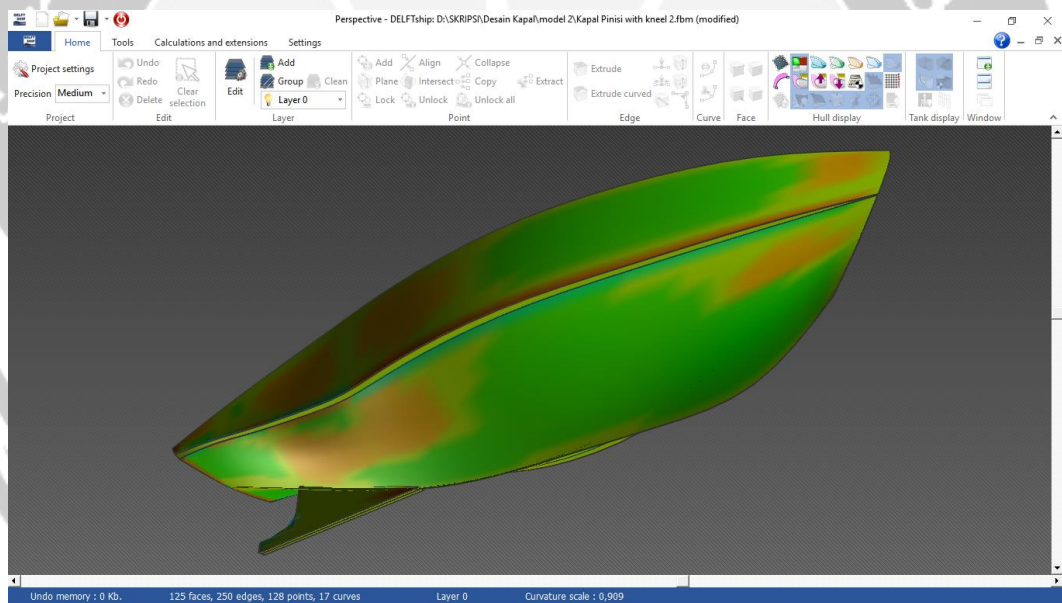 Perspective - DELFTship: D:\SKRIPSI\Desain Kapal\model 2\Kapal Pinisi with kneel 2.fbm (modified)
Home Tools Calculations and extensions Settings
Project settings
Precision Medium
Project
Undo
Redo
Delete
Clear selection
Edit
Edit
Add
Group Clean
Layer 0
Layer
Add Align Collapse
Plane Intersect Copy Extract
Lock Unlock Unlock all
Point
Extrude
Extrude curved
Edge
Curve
Face
Hull display
Tank display
Window
Undo memory : 0 Kb. 125 faces, 250 edges, 128 points, 17 curves Layer 0 Curvature scale : 0,909